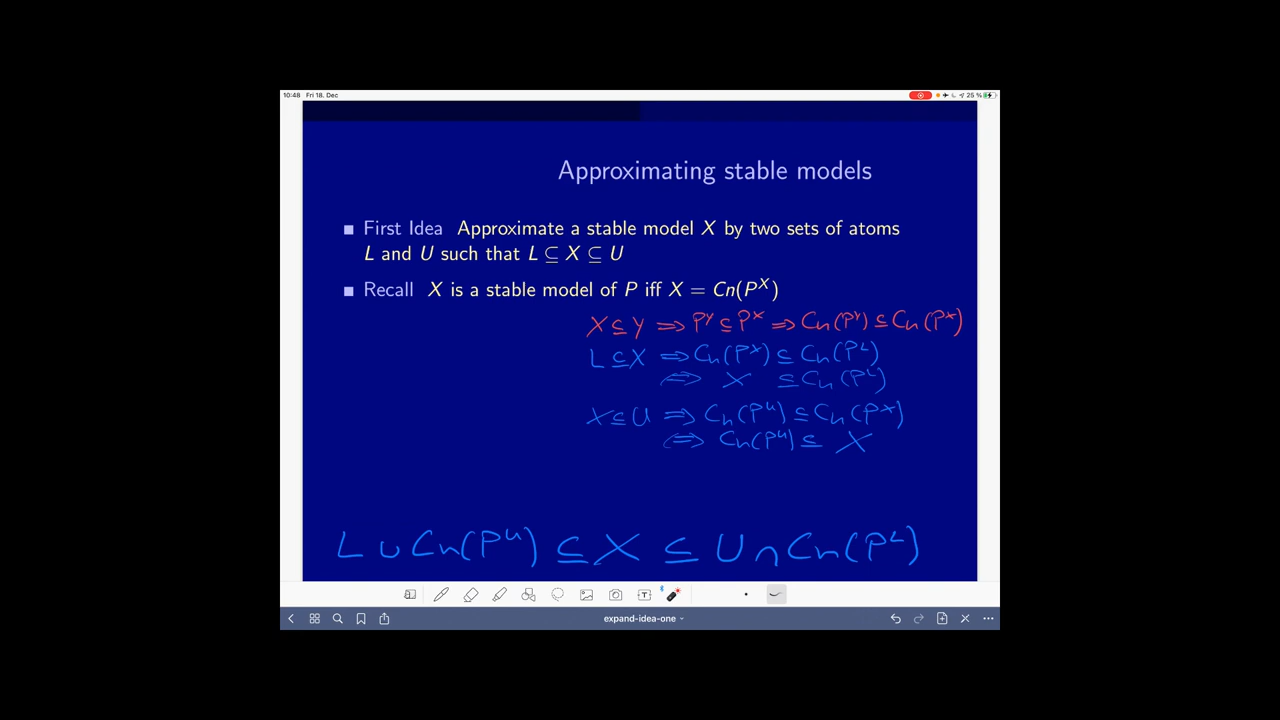 10:48 Fri 18. Dec
25 %
Approximating stable models
First Idea Approximate a stable model X by two sets of atoms
L and U such that L ⊆ X ⊆ U
Recall X is a stable model of P iff X = Cn(P^X)
X ⊆ Y ⇒ P^Y ⊆ P^X ⇒ Cn(P^Y) ⊆ Cn(P^X)
L ⊆ X ⇒ Cn(P^X) ⊆ Cn(P^L)
⇔ X ⊆ Cn(P^L)
X ⊆ U ⇒ Cn(P^U) ⊆ Cn(P^X)
⇔ Cn(P^U) ⊆ X
L ∪ Cn(P^U) ⊆ X ⊆ U ∩ Cn(P^L)
T
expand-idea-one